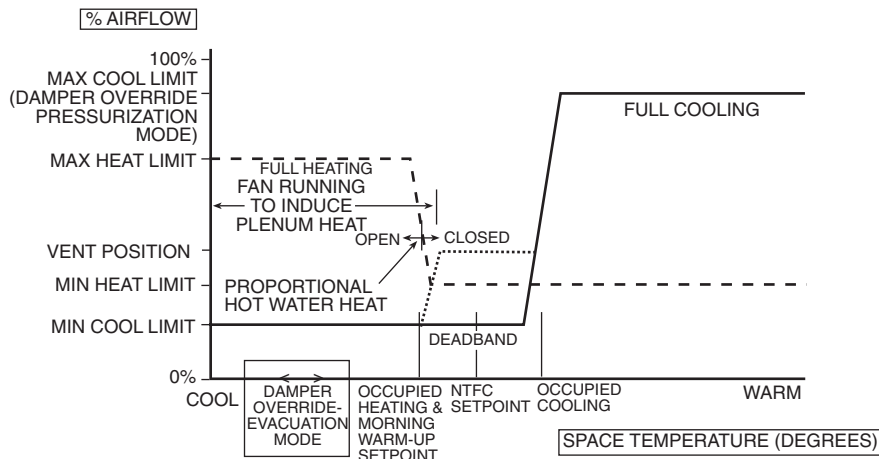 % AIRFLOW
100%
MAX COOL LIMIT
(DAMPER OVERRIDE
PRESSURIZATION
MODE)
FULL COOLING
MAX HEAT LIMIT
FULL HEATING
FAN RUNNING
TO INDUCE
PLENUM HEAT
OPEN
CLOSED
VENT POSITION
MIN HEAT LIMIT
PROPORTIONAL
HOT WATER HEAT
MIN COOL LIMIT
DEADBAND
0%
COOL
DAMPER
OVERRIDE-
EVACUATION
MODE
OCCUPIED
HEATING &
MORNING
WARM-UP
SETPOINT
NTFC
SETPOINT
OCCUPIED
COOLING
WARM
SPACE TEMPERATURE (DEGREES)